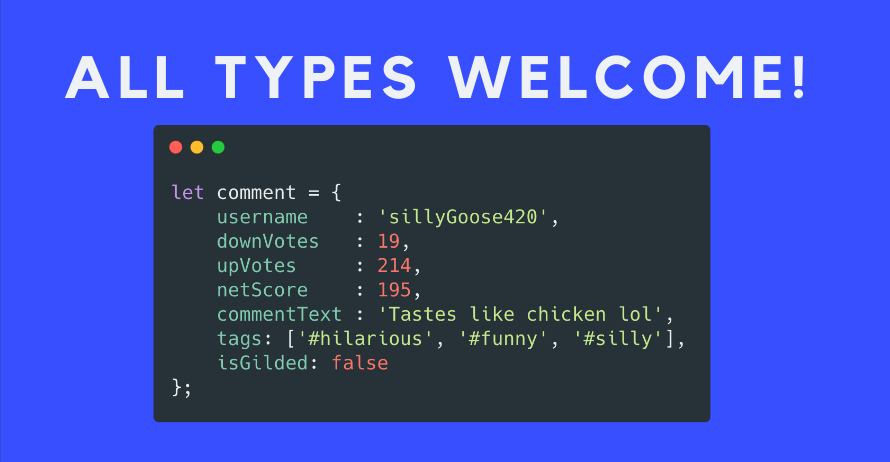 ALL TYPES WELCOME!
let comment = {
    username    : 'sillyGoose420',
    downVotes   : 19,
    upVotes     : 214,
    netScore    : 195,
    commentText : 'Tastes like chicken lol',
    tags: ['#hilarious', '#funny', '#silly'],
    isGilded: false
};